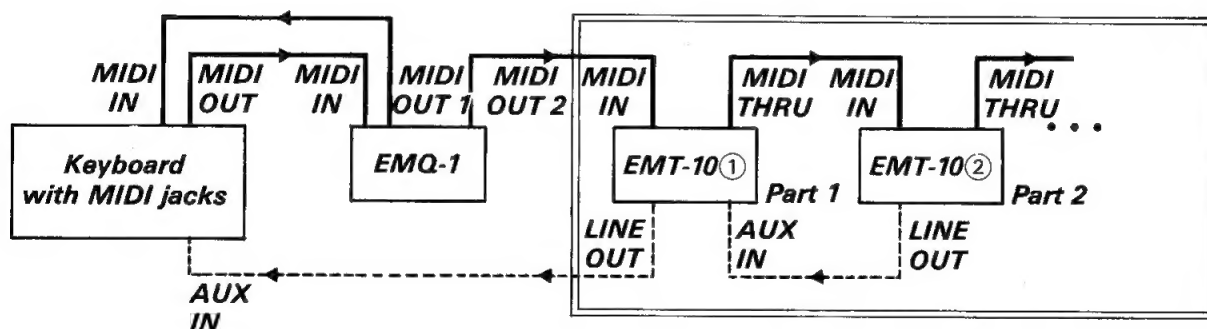 MIDI IN
MIDI OUT
MIDI IN
MIDI OUT 1
MIDI OUT 2
MIDI IN
MIDI THRU
MIDI IN
MIDI THRU
Keyboard
with MIDI jacks
EMQ-1
EMT-10①
Part 1
EMT-10②
Part 2
• • •
LINE OUT
AUX IN
LINE OUT
AUX IN